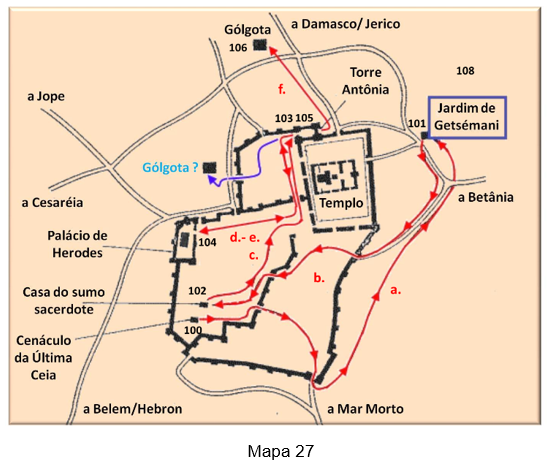 Gólgota
106
a Damasco/ Jerico
Torre
Antônia
108
a Jope
f.
103
105
101
Jardim de
Getsémani
Gólgota ?
Templo
a Betânia
a Cesaréia
Palácio de
Herodes
104
d.- e.
c.
b.
a.
Casa do sumo
sacerdote
102
Cenáculo
da Última
Ceia
100
a Belem/Hebron
a Mar Morto
Mapa 27